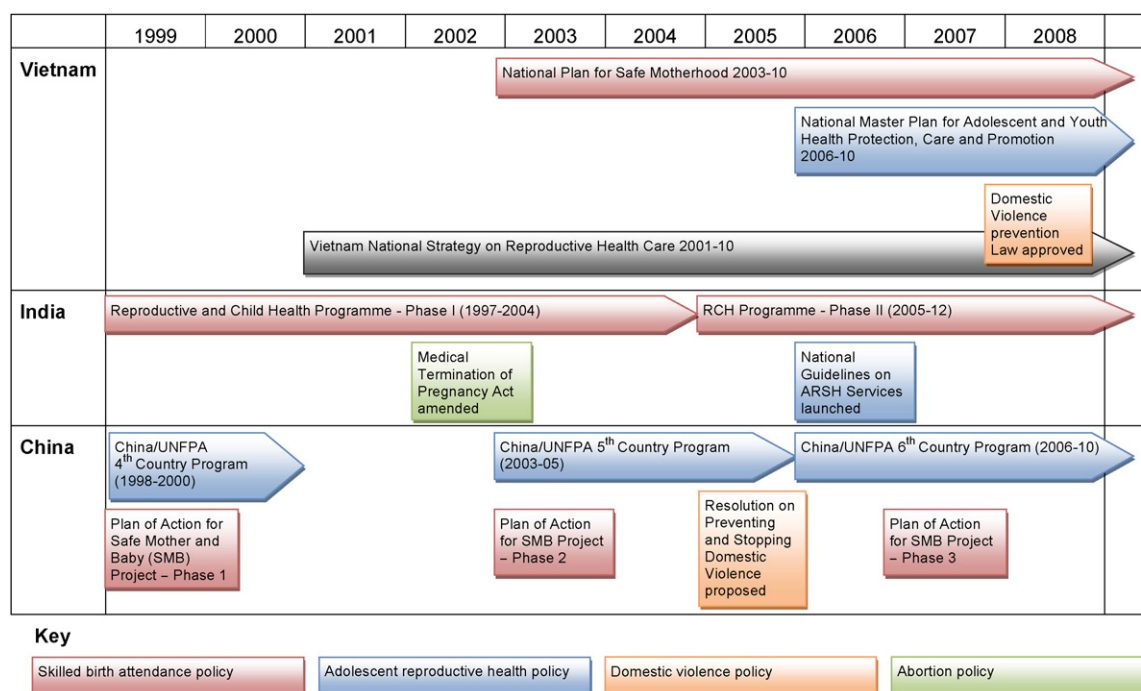 1999 2000 2001 2002 2003 2004 2005 2006 2007 2008
Vietnam
National Plan for Safe Motherhood 2003-10
National Master Plan for Adolescent and Youth
Health Protection, Care and Promotion
2006-10
Domestic
Violence
prevention
Law approved
Vietnam National Strategy on Reproductive Health Care 2001-10
India
Reproductive and Child Health Programme - Phase I (1997-2004)
RCH Programme - Phase II (2005-12)
Medical
Termination of
Pregnancy Act
amended
National
Guidelines on
ARSH Services
launched
China
China/UNFPA
4th Country Program
(1998-2000)
China/UNFPA 5th Country Program
(2003-05)
China/UNFPA 6th Country Program (2006-10)
Plan of Action for
Safe Mother and
Baby (SMB)
Project – Phase 1
Plan of Action
for SMB Project
– Phase 2
Resolution on
Preventing
and Stopping
Domestic
Violence
proposed
Plan of Action
for SMB Project
– Phase 3
Key
Skilled birth attendance policy
Adolescent reproductive health policy
Domestic violence policy
Abortion policy